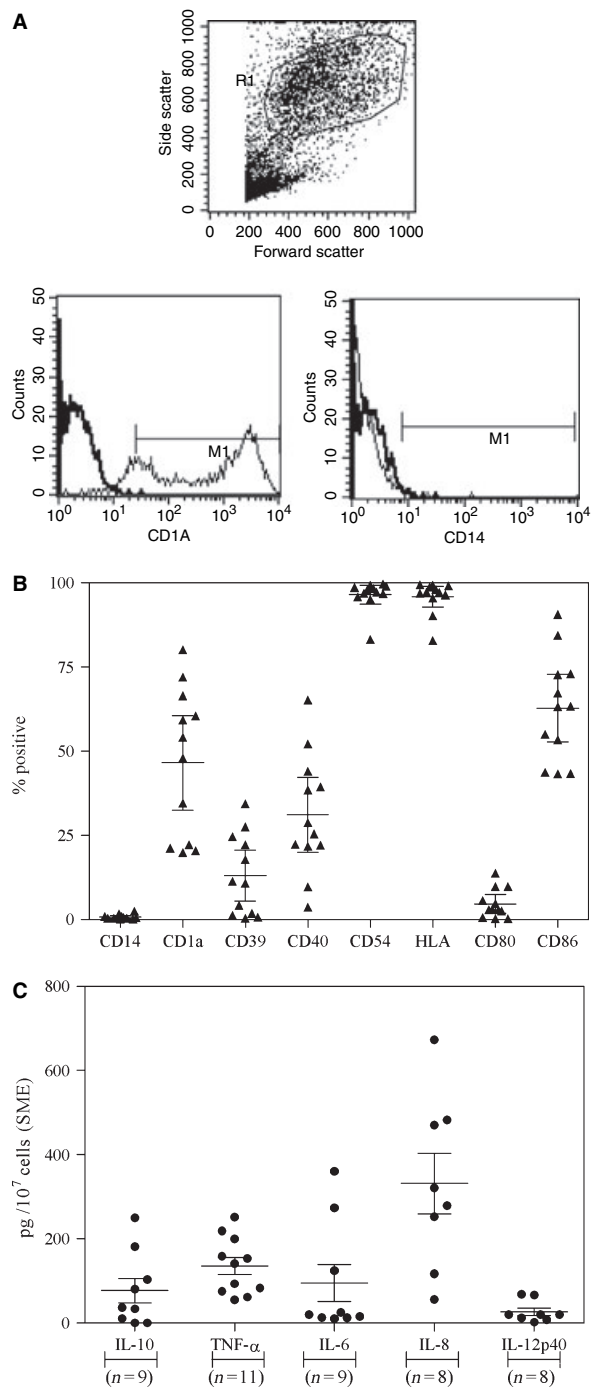 A
Side scatter
1000
800
600
400
200
0
R1
0 200 400 600 800 1000
Forward scatter
Counts
50
40
30
20
10
0
M1
10^0 10^1 10^2 10^3 10^4
CD1A
Counts
50
40
30
20
10
0
M1
10^0 10^1 10^2 10^3 10^4
CD14
B
% positive
100
75
50
25
0
CD14 CD1a CD39 CD40 CD54 HLA CD80 CD86
C
pg /10^7 cells (SME)
800
600
400
200
0
IL-10 TNF-α IL-6 IL-8 IL-12p40
(n=9) (n=11) (n=9) (n=8) (n=8)